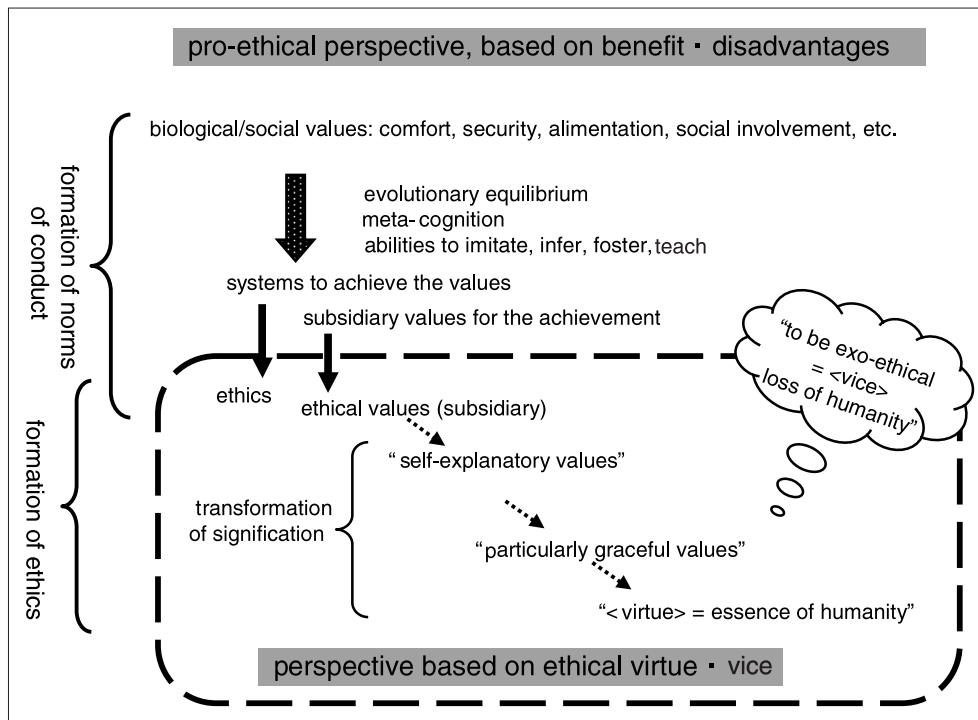 pro-ethical perspective, based on benefit・disadvantages
biological/social values: comfort, security, alimentation, social involvement, etc.
formation of norms
of conduct
evolutionary equilibrium
meta-cognition
abilities to imitate, infer, foster, teach
systems to achieve the values
subsidiary values for the achievement
"to be exo-ethical
= <vice>
loss of humanity"
ethics
ethical values (subsidiary)
formation of ethics
"self-explanatory values"
transformation
of signification
"particularly graceful values"
"<virtue> = essence of humanity"
perspective based on ethical virtue・vice